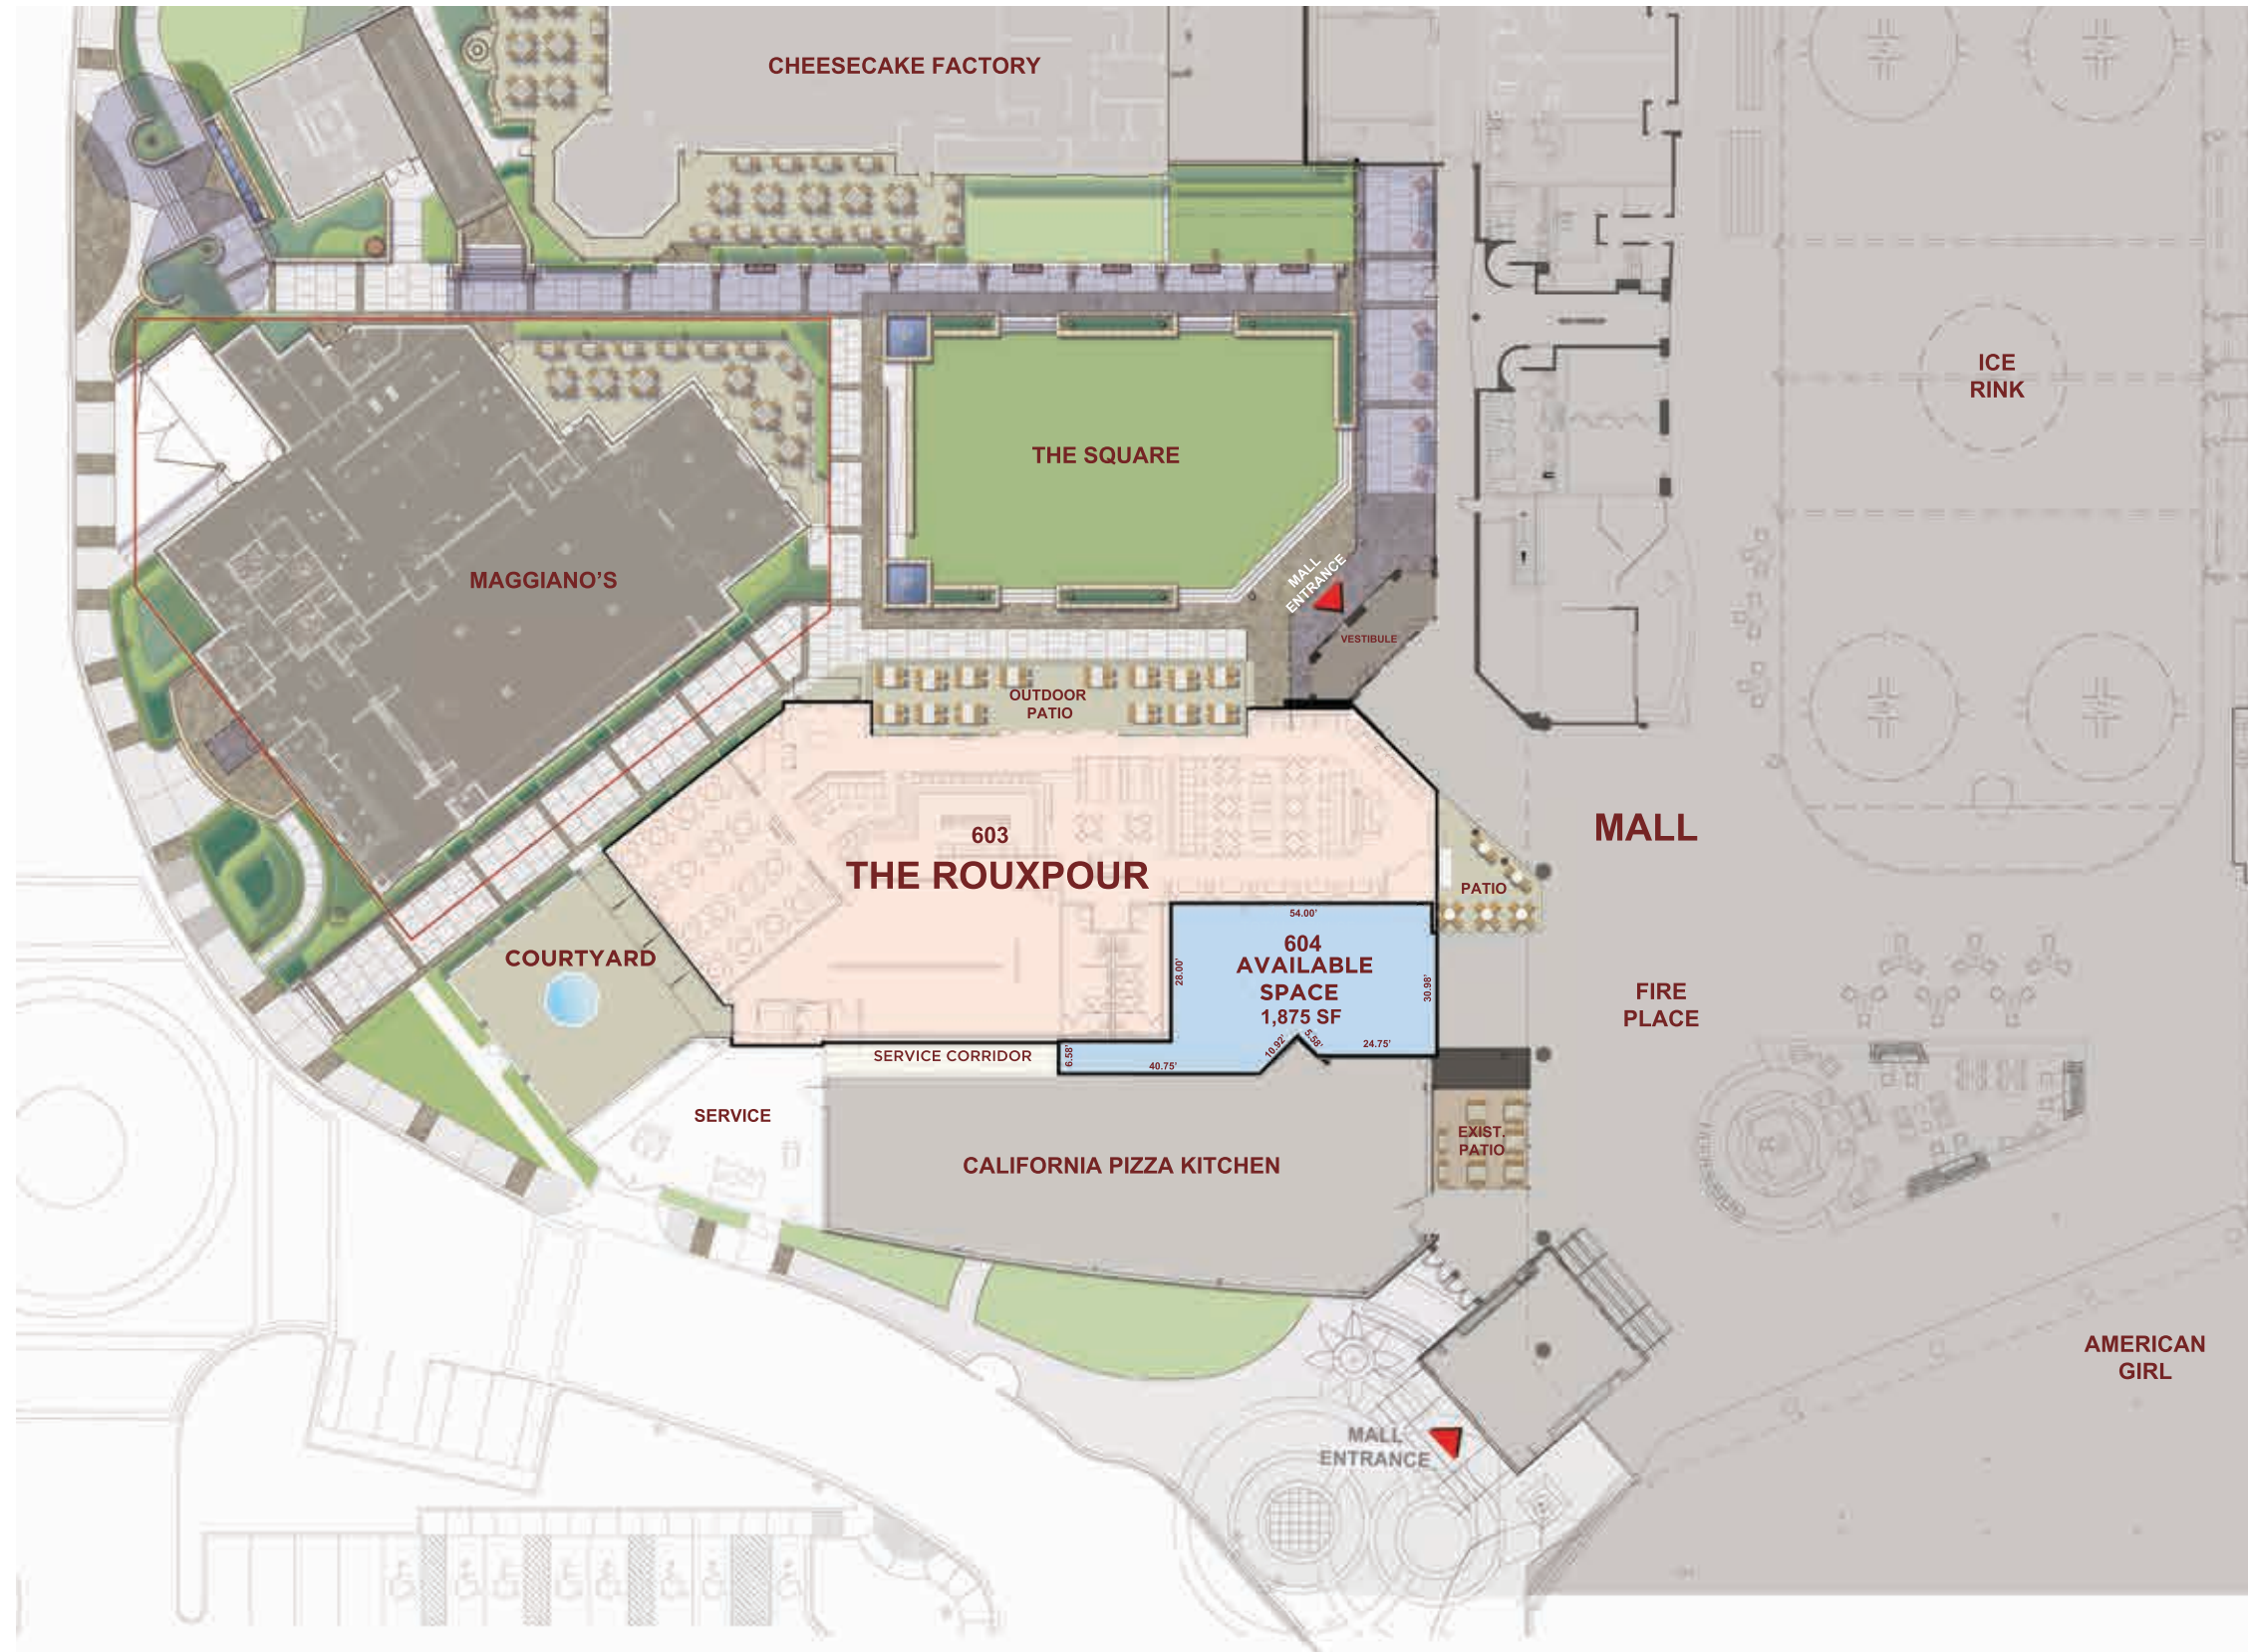 CHEESECAKE FACTORY
ICE
RINK
THE SQUARE
MAGGIANO'S
MALL
ENTRANCE
VESTIBULE
OUTDOOR
PATIO
603
THE ROUXPOUR
MALL
PATIO
54.00'
604
AVAILABLE
SPACE
1,875 SF
28.00'
30.98'
COURTYARD
FIRE
PLACE
SERVICE CORRIDOR
6.58'
40.75'
10.92'
5.58'
24.75'
SERVICE
EXIST.
PATIO
CALIFORNIA PIZZA KITCHEN
AMERICAN
GIRL
MALL
ENTRANCE